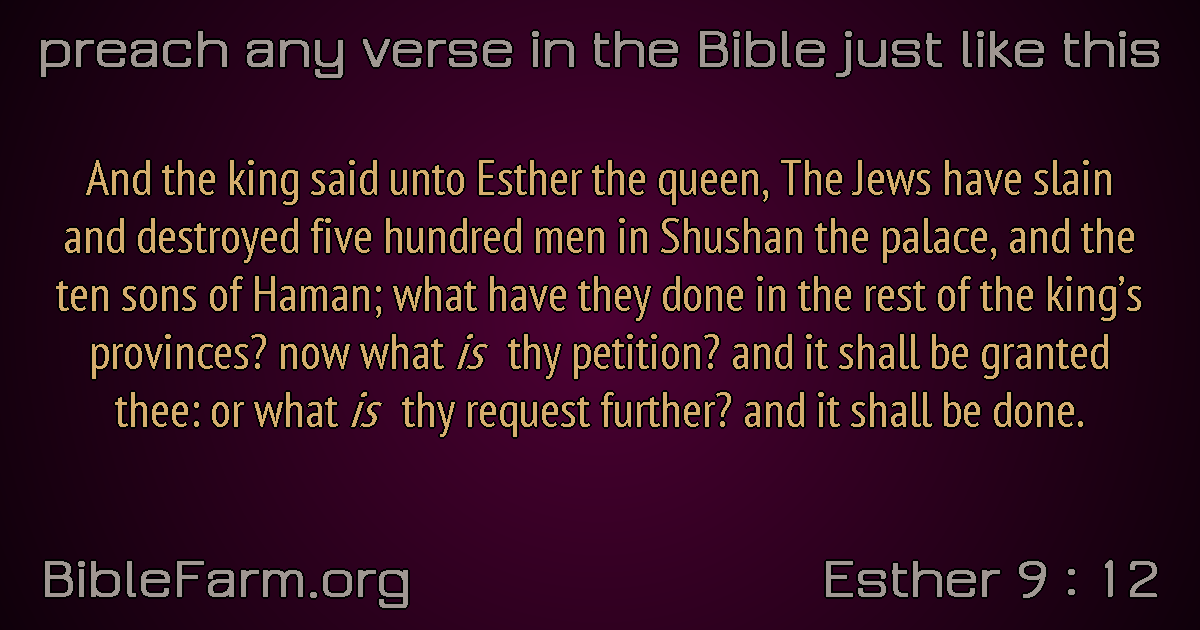 preach any verse in the Bible just like this
And the king said unto Esther the queen, The Jews have slain
and destroyed five hundred men in Shushan the palace, and the
ten sons of Haman; what have they done in the rest of the king’s
provinces? now what is thy petition? and it shall be granted
thee: or what is thy request further? and it shall be done.
BibleFarm.org
Esther 9 : 12